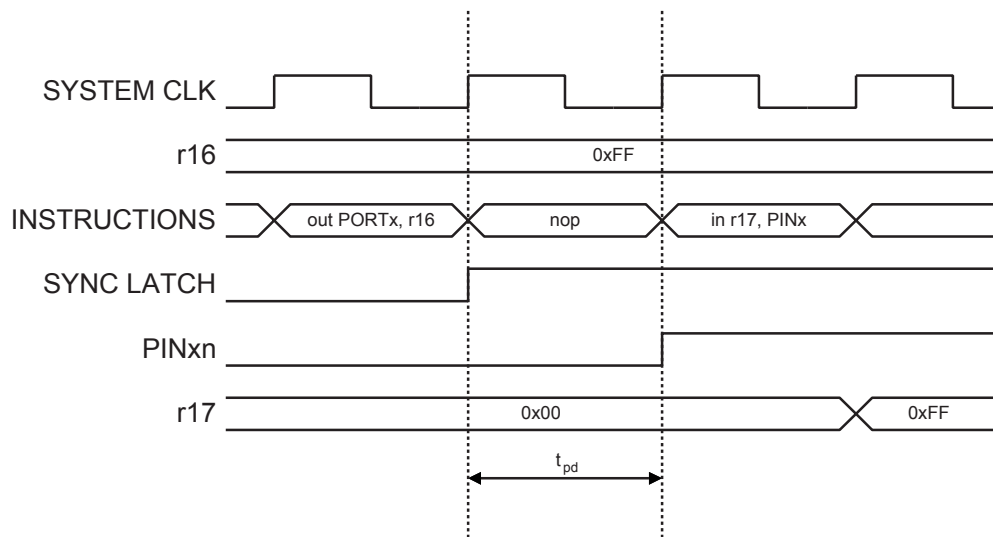 SYSTEM CLK
r16
0xFF
INSTRUCTIONS
out PORTx, r16
nop
in r17, PINx
SYNC LATCH
PINxn
r17
0x00
0xFF
tpd